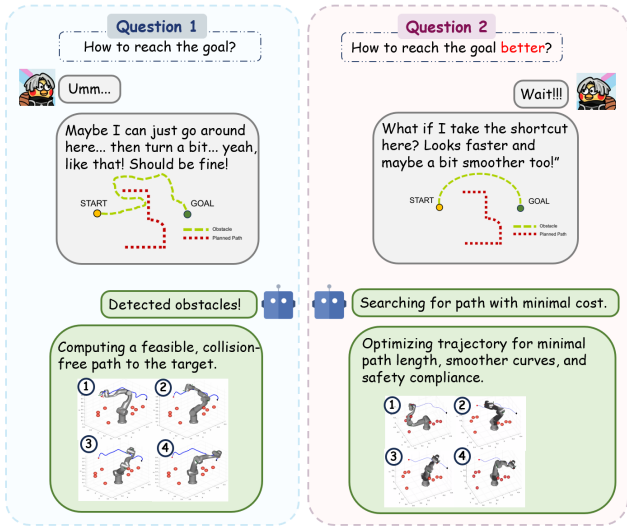 Question 1
How to reach the goal?
Umm...
Maybe I can just go around
here... then turn a bit... yeah,
like that! Should be fine!
START
GOAL
Obstacle
Planned Path
Detected obstacles!
Computing a feasible, collision-
free path to the target.
1
2
3
4
Question 2
How to reach the goal better?
Wait!!!
What if I take the shortcut
here? Looks faster and
maybe a bit smoother too!”
START
GOAL
Obstacle
Planned Path
Searching for path with minimal cost.
Optimizing trajectory for minimal
path length, smoother curves, and
safety compliance.
1
2
3
4